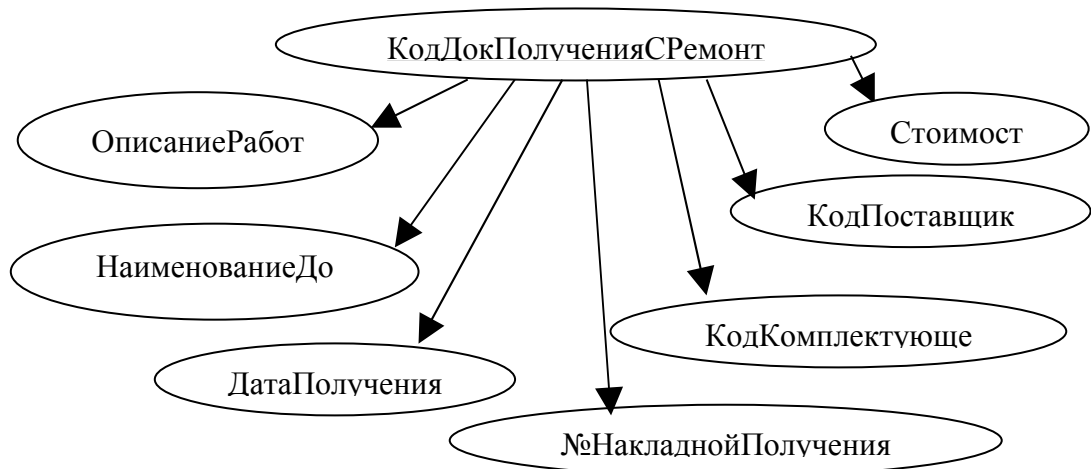 КодДокПолученияСРемонт
ОписаниеРабот
Стоимост
КодПоставщик
НаименованиеДо
КодКомплектующе
ДатаПолучения
№НакладнойПолучения